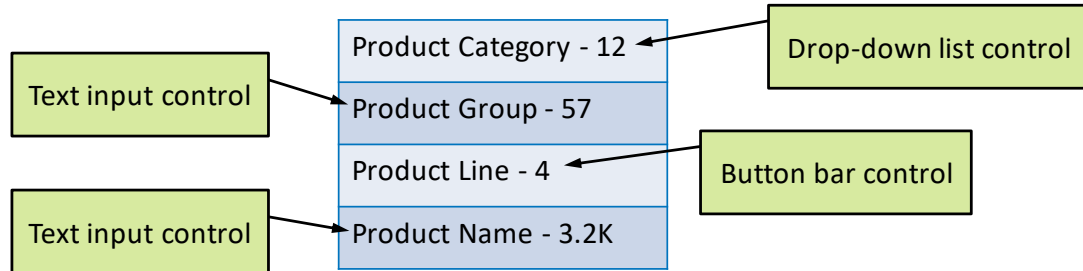 Product Category - 12
Drop-down list control
Text input control
Product Group - 57
Product Line - 4
Button bar control
Text input control
Product Name - 3.2K